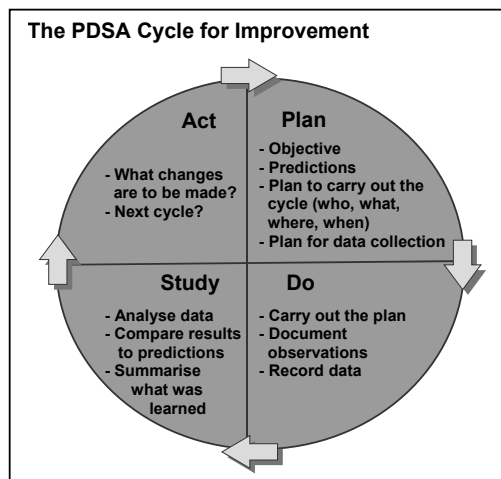 The PDSA Cycle for Improvement
Act
- What changes
are to be made?
- Next cycle?
Plan
- Objective
- Predictions
- Plan to carry out the
cycle (who, what,
where, when)
- Plan for data collection
Study
- Analyse data
- Compare results
to predictions
- Summarise
what was
learned
Do
- Carry out the plan
- Document
observations
- Record data